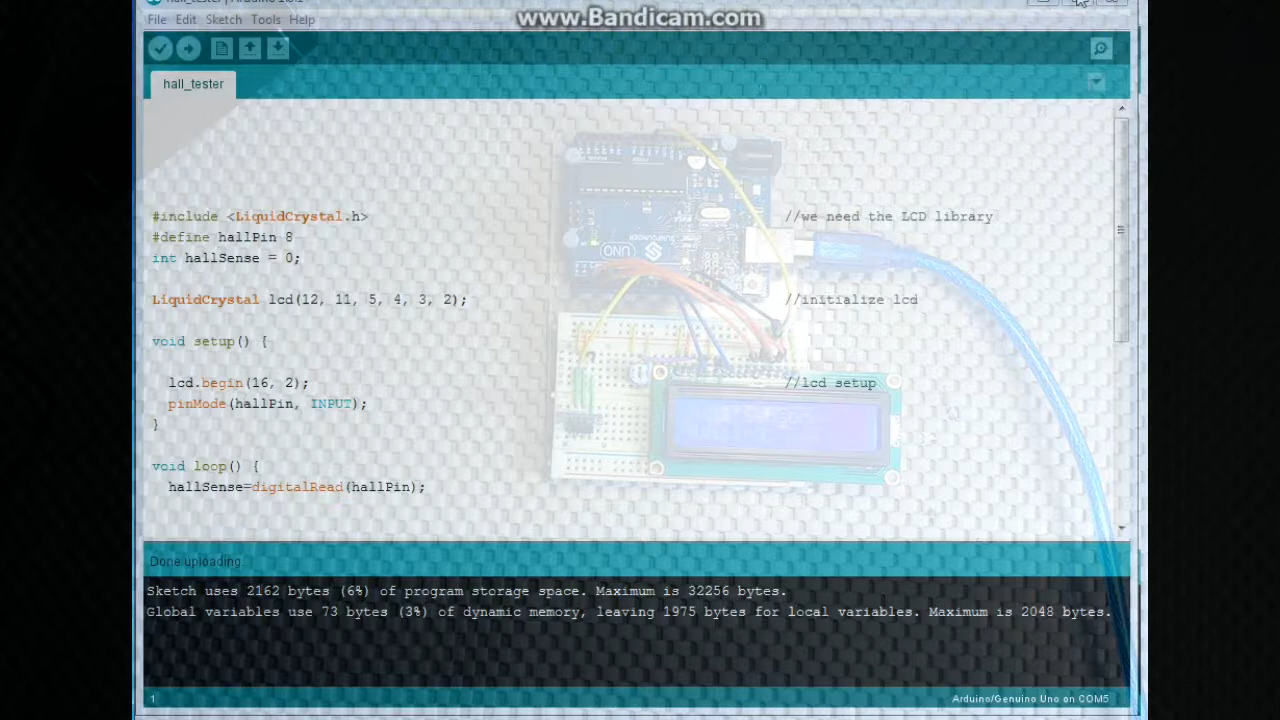 www.Bandicam.com
File Edit Sketch Tools Help
hall_tester
#include <LiquidCrystal.h> //we need the LCD library
#define hallPin 8
int hallSense = 0;
LiquidCrystal lcd(12, 11, 5, 4, 3, 2); //initialize lcd
void setup() {
lcd.begin(16, 2); //lcd setup
pinMode(hallPin, INPUT);
}
void loop() {
hallSense=digitalRead(hallPin);
UNO
Done uploading.
Sketch uses 2162 bytes (6%) of program storage space. Maximum is 32256 bytes.
Global variables use 73 bytes (3%) of dynamic memory, leaving 1975 bytes for local variables. Maximum is 2048 bytes.
1 Arduino/Genuino Uno on COM5